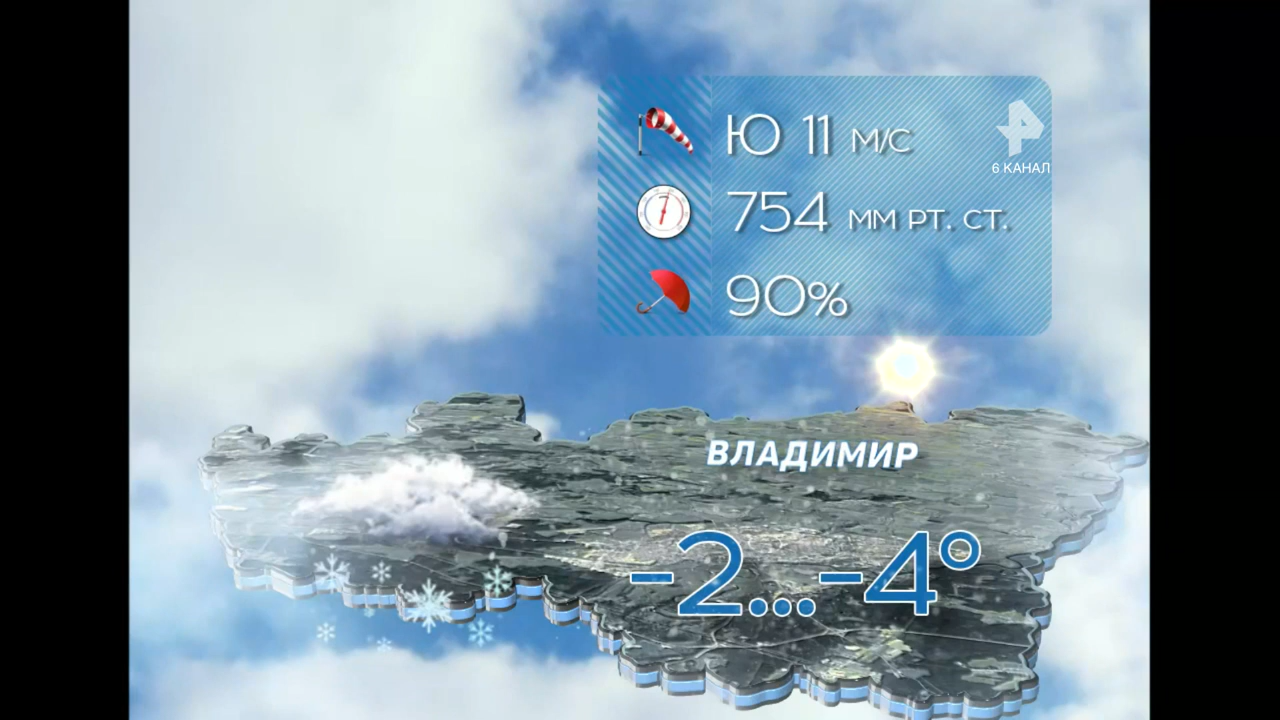 Ю 11 М/С
6 КАНАЛ
754 ММ РТ. СТ.
90%
ВЛАДИМИР
-2...-4°